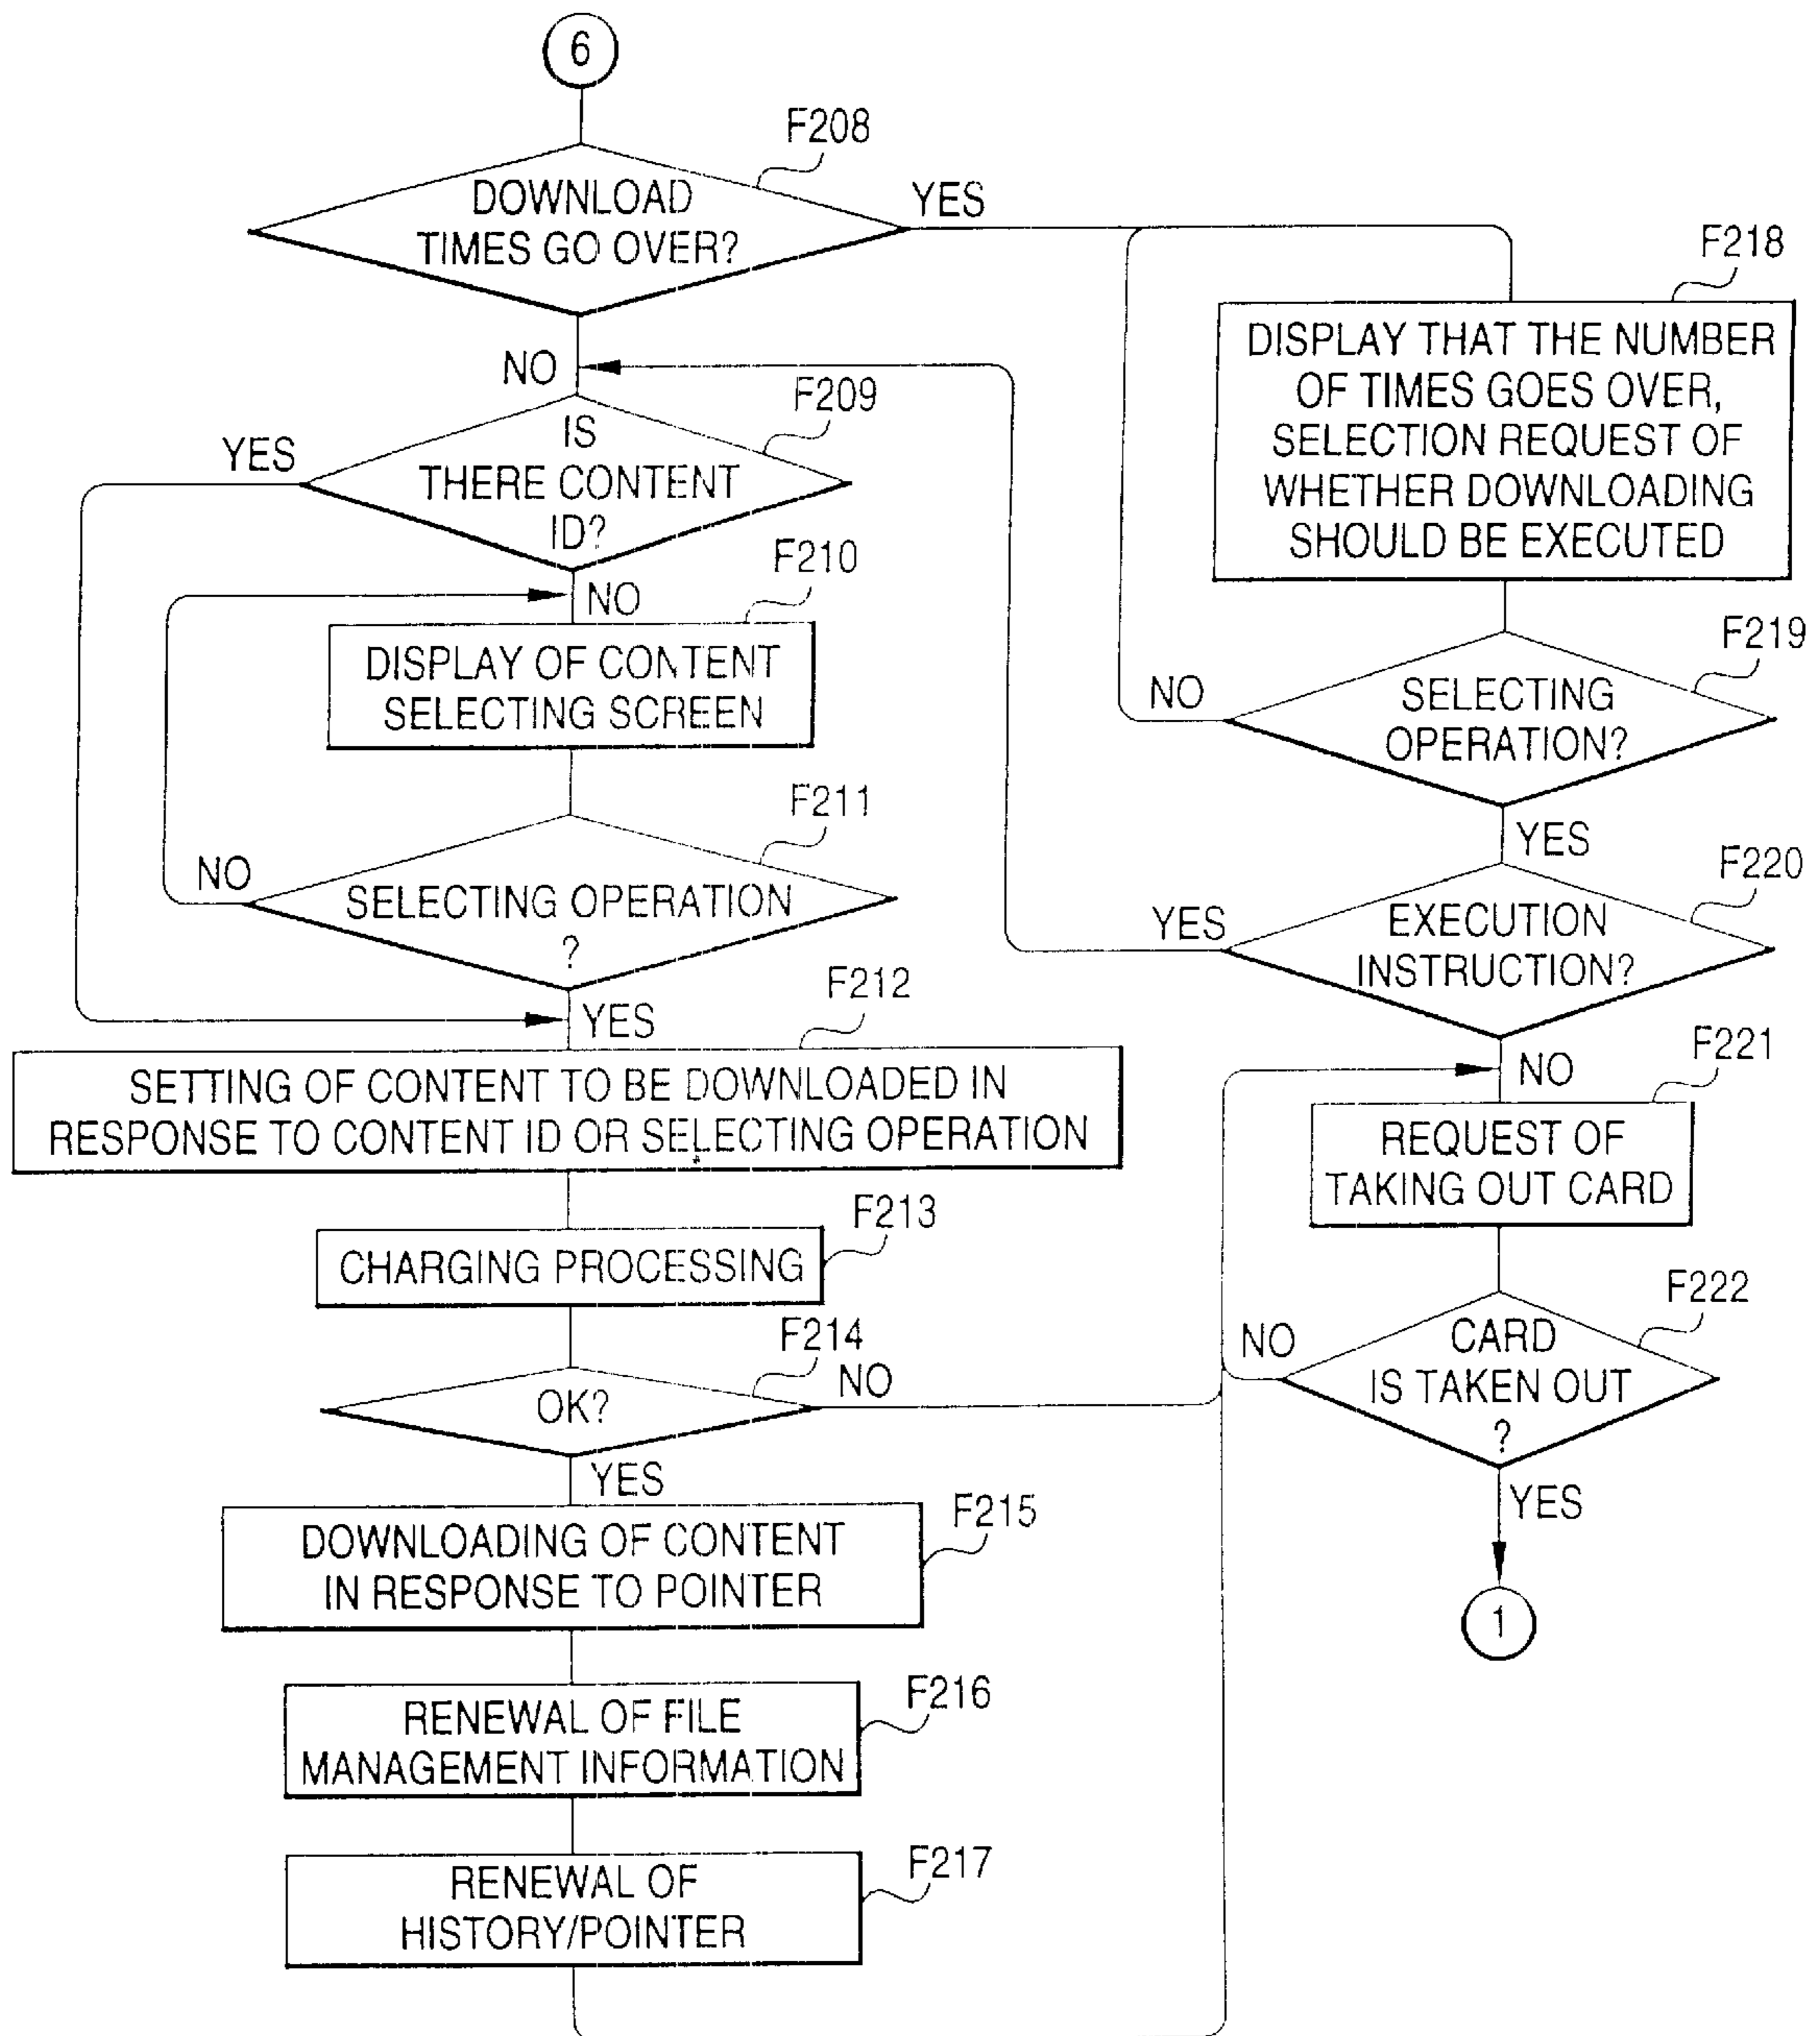 6
F208
DOWNLOAD
TIMES GO OVER?
YES
NO
F209
IS
THERE CONTENT
ID?
YES
NO
F210
DISPLAY OF CONTENT
SELECTING SCREEN
F211
SELECTING OPERATION
?
NO
YES
F212
SETTING OF CONTENT TO BE DOWNLOADED IN
RESPONSE TO CONTENT ID OR SELECTING OPERATION
F213
CHARGING PROCESSING
F214
OK?
NO
YES
F215
DOWNLOADING OF CONTENT
IN RESPONSE TO POINTER
F216
RENEWAL OF FILE
MANAGEMENT INFORMATION
F217
RENEWAL OF
HISTORY/POINTER
F218
DISPLAY THAT THE NUMBER
OF TIMES GOES OVER,
SELECTION REQUEST OF
WHETHER DOWNLOADING
SHOULD BE EXECUTED
F219
SELECTING
OPERATION?
NO
YES
F220
EXECUTION
INSTRUCTION?
YES
NO
F221
REQUEST OF
TAKING OUT CARD
F222
CARD
IS TAKEN OUT
?
NO
YES
1